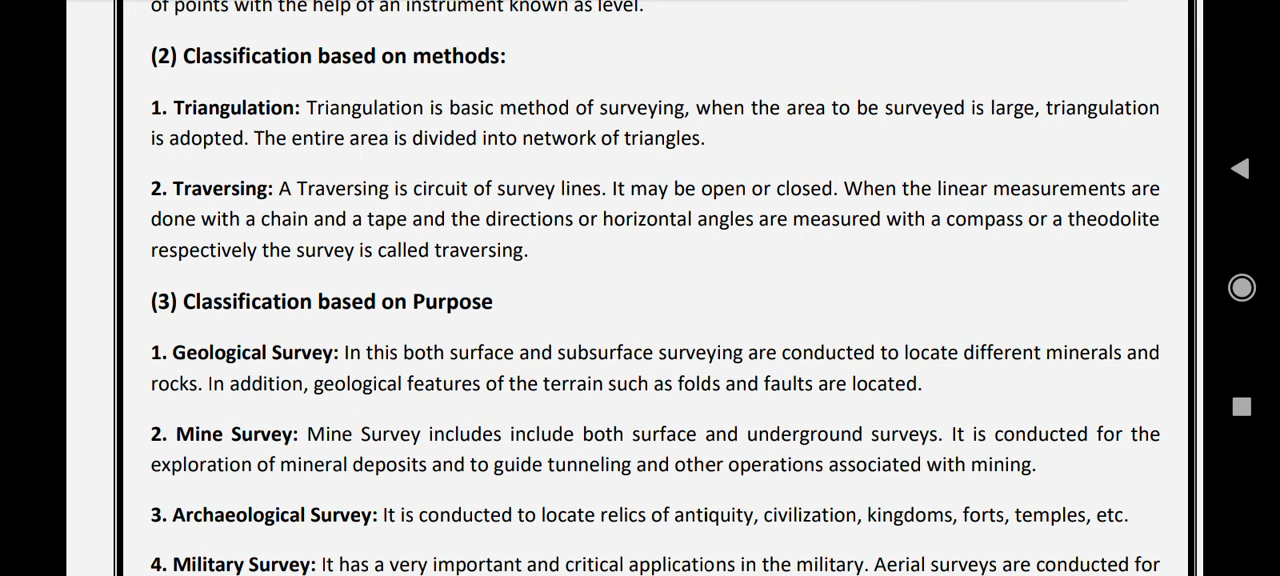 of points with the help of an instrument known as level.
(2) Classification based on methods:
1. Triangulation: Triangulation is basic method of surveying, when the area to be surveyed is large, triangulation
is adopted. The entire area is divided into network of triangles.
2. Traversing: A Traversing is circuit of survey lines. It may be open or closed. When the linear measurements are
done with a chain and a tape and the directions or horizontal angles are measured with a compass or a theodolite
respectively the survey is called traversing.
(3) Classification based on Purpose
1. Geological Survey: In this both surface and subsurface surveying are conducted to locate different minerals and
rocks. In addition, geological features of the terrain such as folds and faults are located.
2. Mine Survey: Mine Survey includes include both surface and underground surveys. It is conducted for the
exploration of mineral deposits and to guide tunneling and other operations associated with mining.
3. Archaeological Survey: It is conducted to locate relics of antiquity, civilization, kingdoms, forts, temples, etc.
4. Military Survey: It has a very important and critical applications in the military. Aerial surveys are conducted for